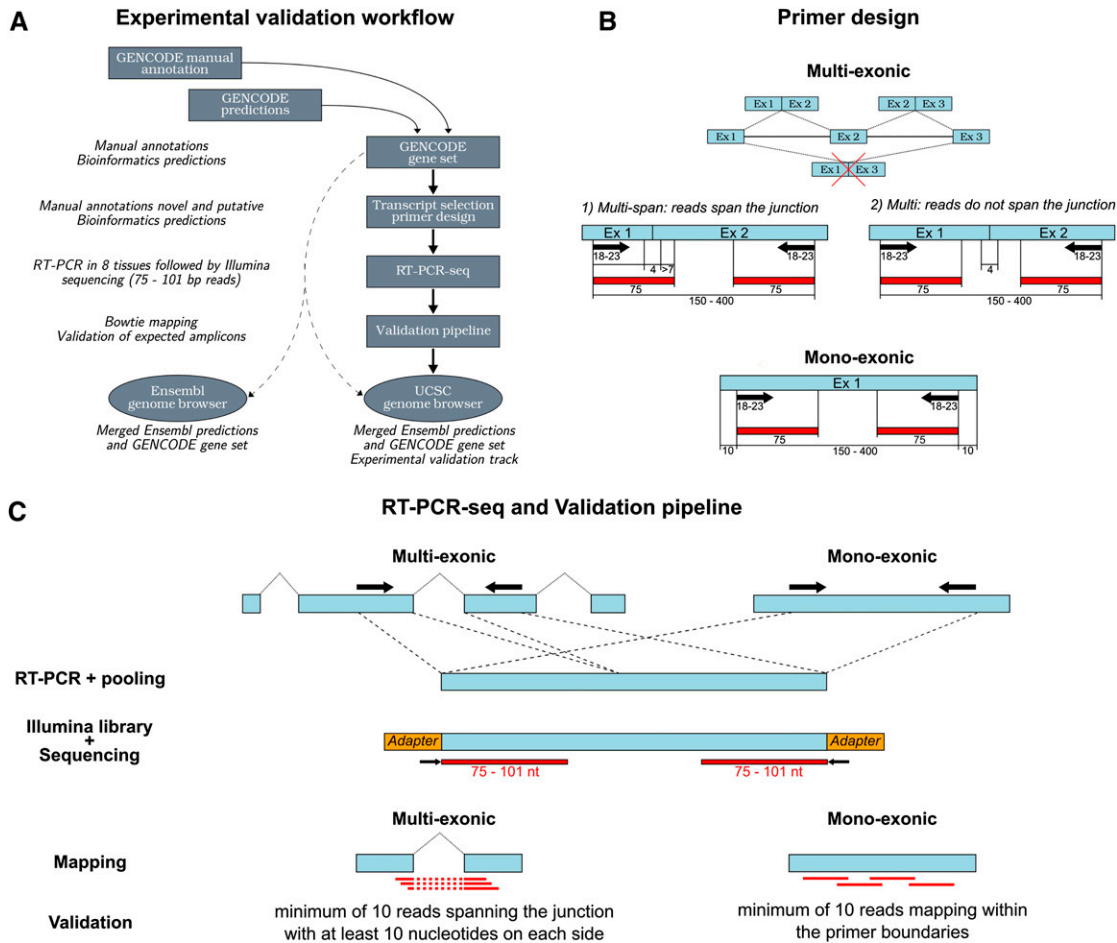 A
Experimental validation workflow
GENCODE manual
annotation
GENCODE
predictions
Manual annotations
Bioinformatics predictions
GENCODE
gene set
Manual annotations novel and putative
Bioinformatics predictions
Transcript selection
primer design
RT-PCR in 8 tissues followed by Illumina
sequencing (75 - 101 bp reads)
RT-PCR-seq
Bowtie mapping
Validation of expected amplicons
Validation pipeline
Ensembl
genome browser
UCSC
genome browser
Merged Ensembl predictions
and GENCODE gene set
Merged Ensembl predictions
and GENCODE gene set
Experimental validation track
B
Primer design
Multi-exonic
Ex 1 Ex 2
Ex 2 Ex 3
Ex 1 Ex 2 Ex 3
Ex 1 Ex 3
1) Multi-span: reads span the junction
Ex 1 Ex 2
18-23 18-23
4 >7
75 75
150 - 400
2) Multi: reads do not span the junction
Ex 1 Ex 2
18-23 18-23
4
75 75
150 - 400
Mono-exonic
Ex 1
18-23 18-23
75 75
10 150 - 400 10
C
RT-PCR-seq and Validation pipeline
Multi-exonic
Mono-exonic
RT-PCR + pooling
Illumina library
+
Sequencing
Adapter Adapter
75 - 101 nt 75 - 101 nt
Multi-exonic
Mono-exonic
Mapping
Validation
minimum of 10 reads spanning the junction
with at least 10 nucleotides on each side
minimum of 10 reads mapping within
the primer boundaries